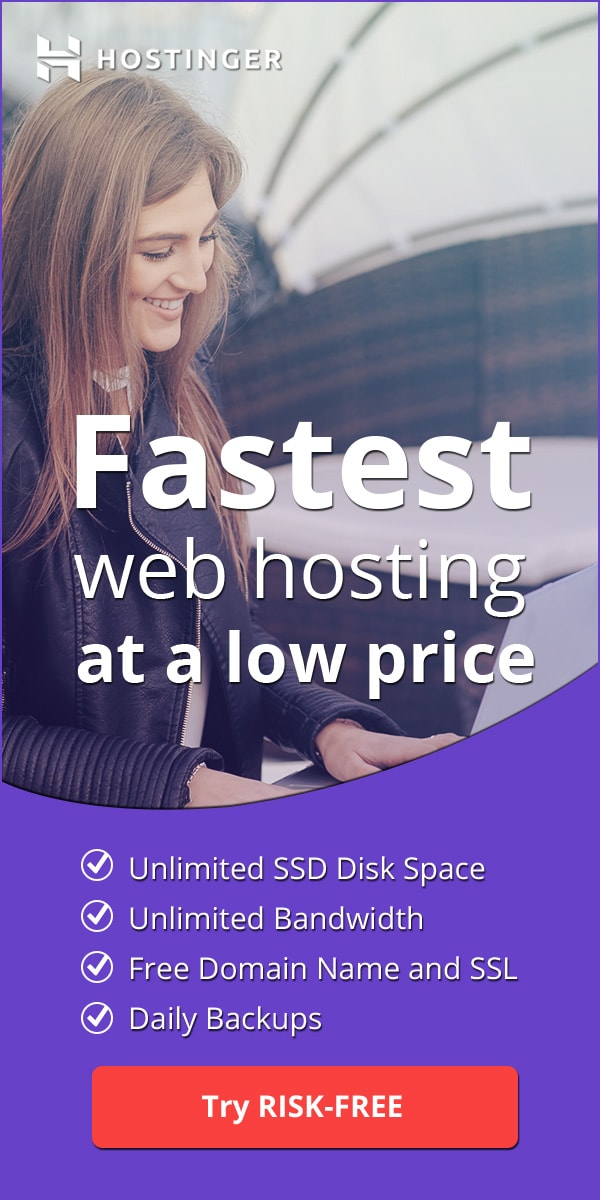 HOSTINGER
Fastest
web hosting
at a low price
Unlimited SSD Disk Space
Unlimited Bandwidth
Free Domain Name and SSL
Daily Backups
Try RISK-FREE